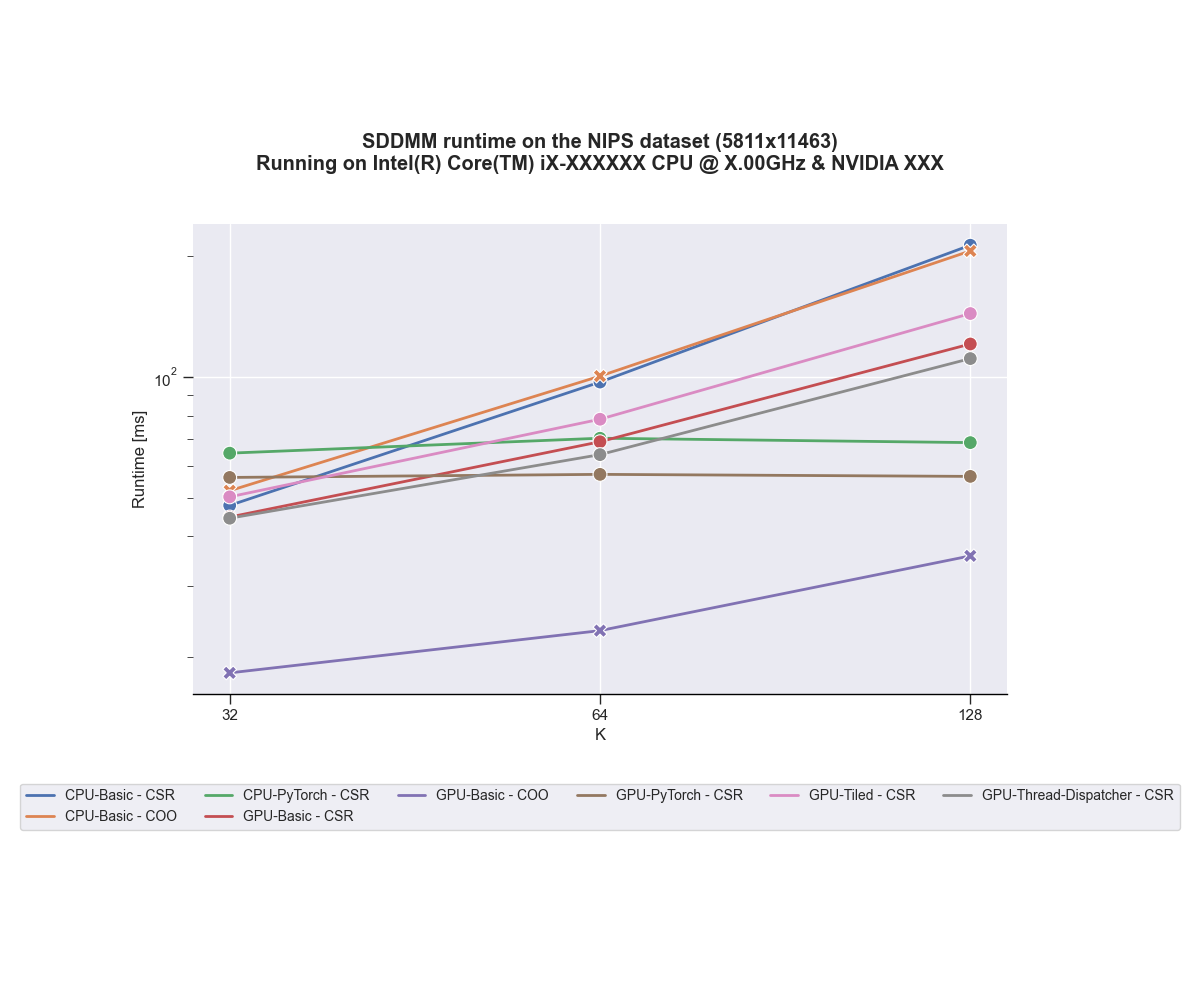 SDDMM runtime on the NIPS dataset (5811x11463)
Running on Intel(R) Core(TM) iX-XXXXXX CPU @ X.00GHz & NVIDIA XXX
Runtime [ms]
10^2
32 64 128
K
CPU-Basic - CSR CPU-PyTorch - CSR GPU-Basic - COO GPU-PyTorch - CSR GPU-Tiled - CSR GPU-Thread-Dispatcher - CSR
CPU-Basic - COO GPU-Basic - CSR